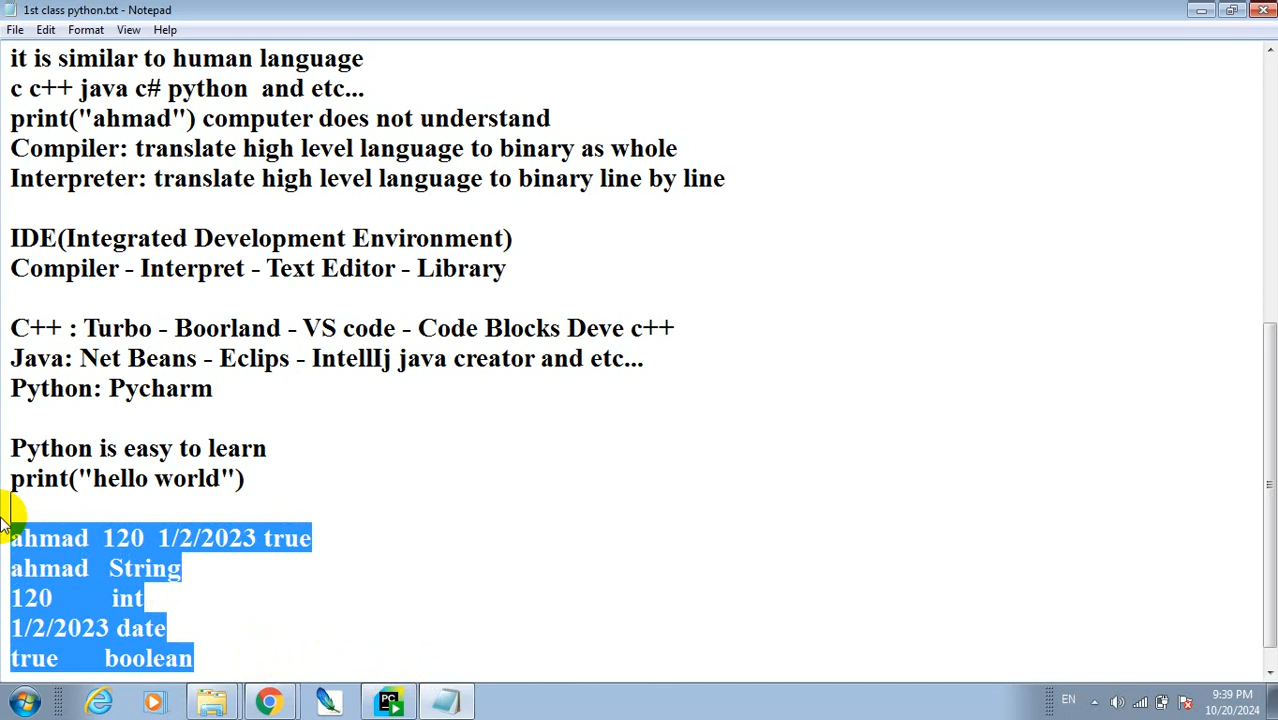 1st class python.txt - Notepad
File Edit Format View Help
it is similar to human language
c c++ java c# python  and etc...
print("ahmad") computer does not understand
Compiler: translate high level language to binary as whole
Interpreter: translate high level language to binary line by line
IDE(Integrated Development Environment)
Compiler - Interpret - Text Editor - Library
C++ : Turbo - Boorland - VS code - Code Blocks Deve c++
Java: Net Beans - Eclips - IntellIj java creator and etc...
Python: Pycharm
Python is easy to learn
print("hello world")
ahmad  120  1/2/2023 true
ahmad   String
120         int
1/2/2023 date
true       boolean
PC
EN
9:39 PM
10/20/2024